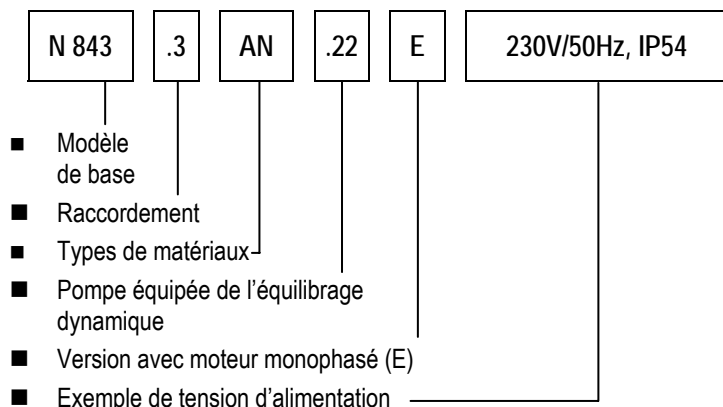 N 843 .3 AN .22 E 230V/50Hz, IP54
■ Modèle
de base
■ Raccordement
■ Types de matériaux
■ Pompe équipée de l’équilibrage
dynamique
■ Version avec moteur monophasé (E)
■ Exemple de tension d’alimentation